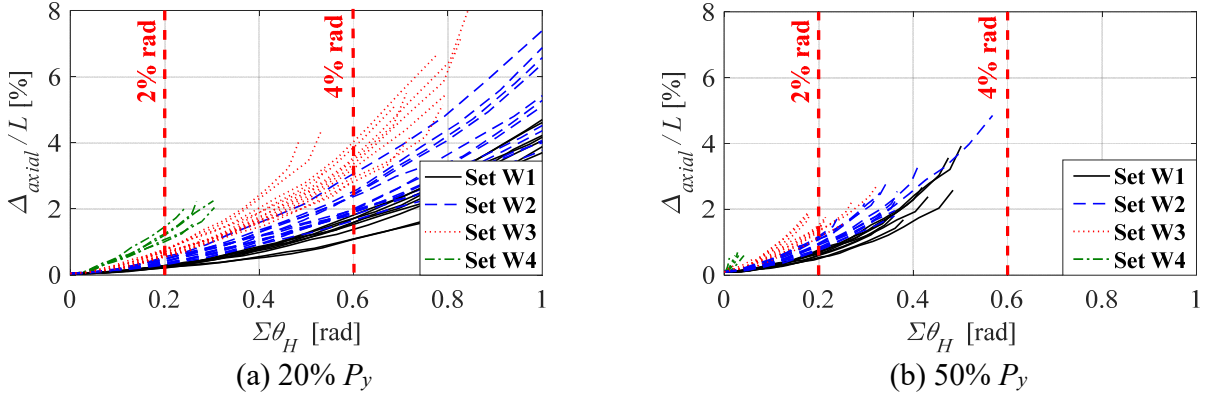 8
6
4
2
0
Δaxial / L [%]
2% rad
4% rad
Set W1
Set W2
Set W3
Set W4
0 0.2 0.4 0.6 0.8 1
ΣθH [rad]
(a) 20% Py
8
6
4
2
0
Δaxial / L [%]
2% rad
4% rad
Set W1
Set W2
Set W3
Set W4
0 0.2 0.4 0.6 0.8 1
ΣθH [rad]
(b) 50% Py